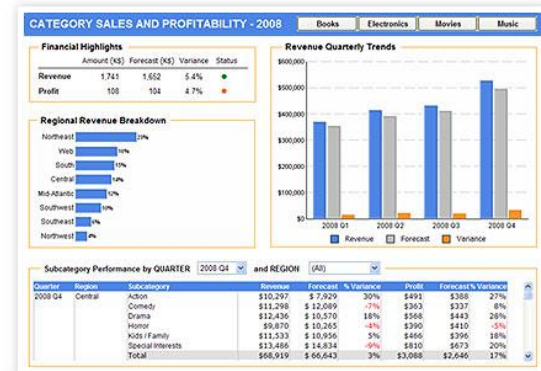 CATEGORY SALES AND PROFITABILITY - 2008
Books Electronics Movies Music
Financial Highlights
Amount (K$) Forecast (K$) Variance Status
Revenue 1,741 1,652 5.4%
Profit 108 104 4.7%
Regional Revenue Breakdown
Northeast
Web 16%
South 15%
Central 14%
Mid-Atlantic 12%
Southwest 10%
Southeast 6%
Northwest 4%
Revenue Quarterly Trends
$600,000
$500,000
$400,000
$300,000
$200,000
$100,000
$0
2008 Q1 2008 Q2 2008 Q3 2008 Q4
Revenue Forecast Variance
Subcategory Performance by QUARTER 2008 Q4 and REGION (All)
Quarter Region Subcategory Revenue Forecast % Variance Profit Forecast % Variance
2008 Q4 Central Action $10,297 $ 7,929 30% $491 $388 27%
Comedy $11,298 $ 12,089 -7% $363 $337 8%
Drama $12,436 $ 10,570 18% $568 $443 28%
Horror $9,870 $ 10,265 -4% $390 $410 -5%
Kids / Family $11,533 $ 10,956 5% $466 $396 18%
Special Interests $13,486 $ 14,834 -9% $810 $673 20%
Total $68,919 $ 66,643 3% $3,088 $2,646 17%